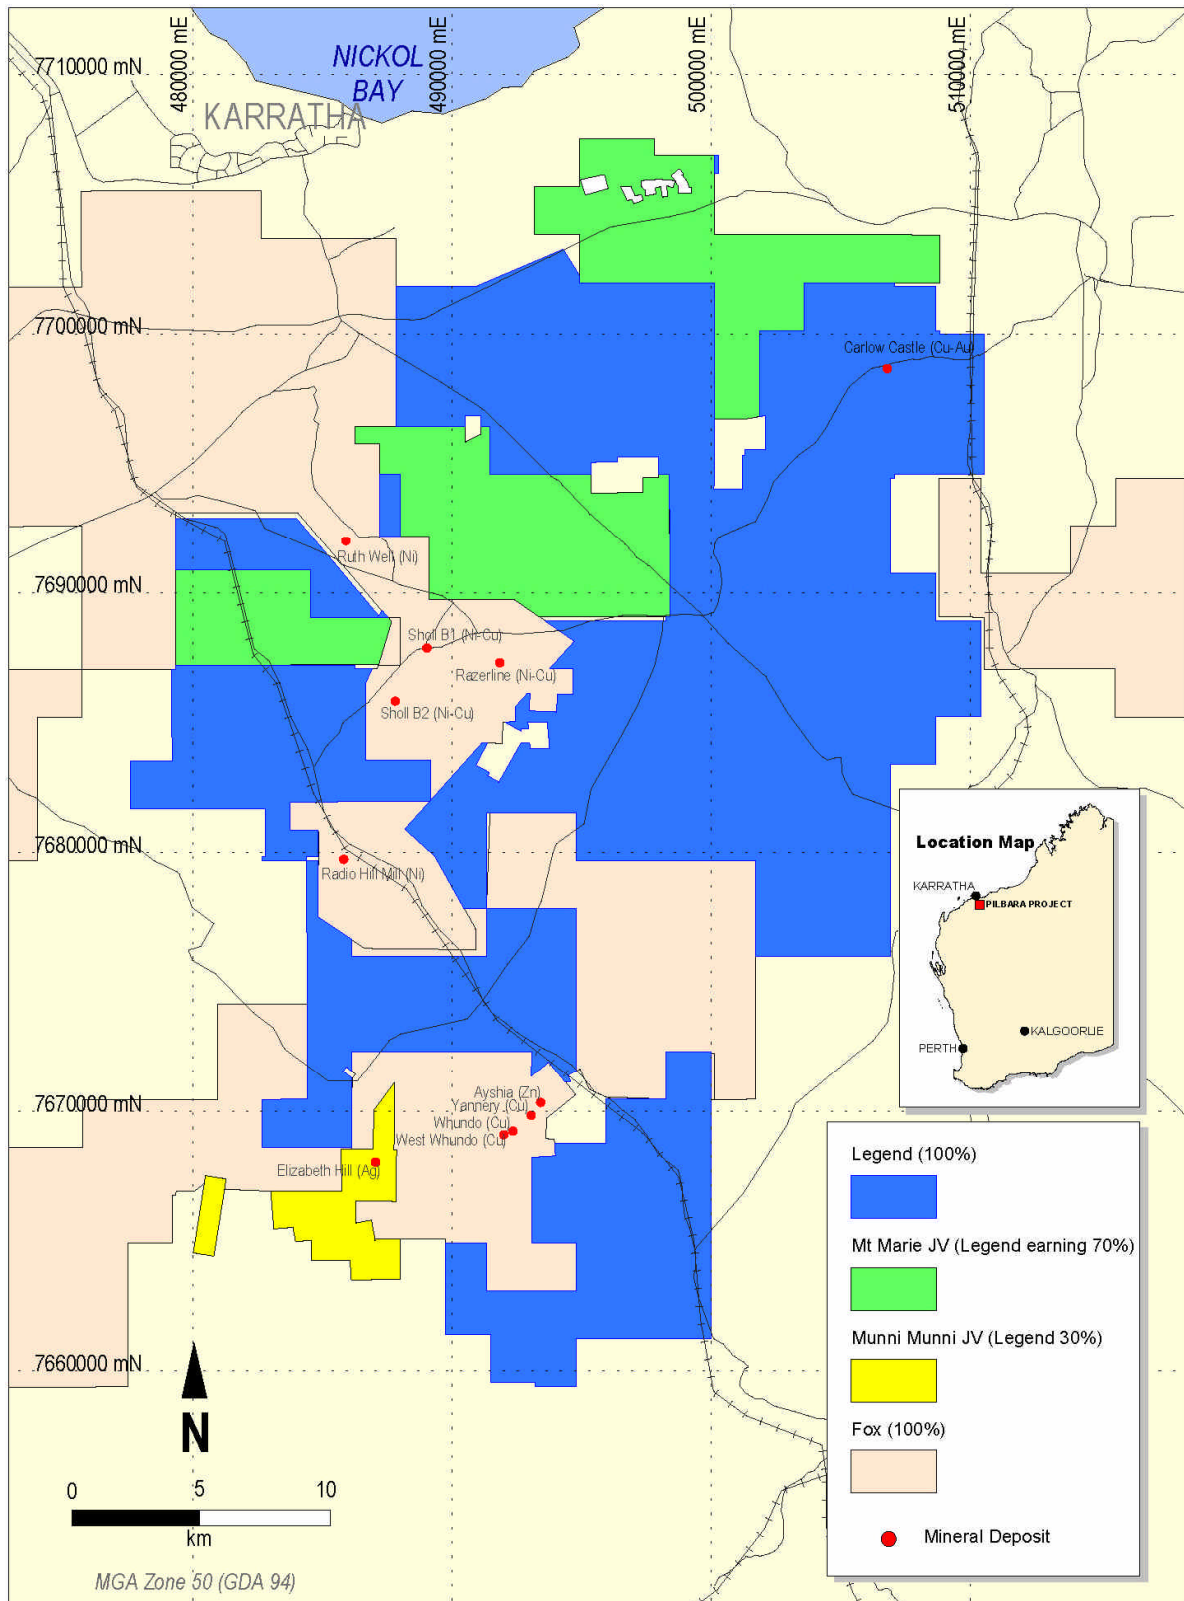 480000 mE
490000 mE
500000 mE
510000 mE
NICKOL
BAY
7710000 mN
KARRATHA
7700000 mN
Carlow Castle (Cu-Au)
Ruth Well (Ni)
7690000 mN
Sholl B1 (Ni-Cu)
Razerline (Ni-Cu)
Sholl B2 (Ni-Cu)
7680000 mN
Radio Hill Mill (Ni)
Location Map
KARRATHA
PILBARA PROJECT
KALGOORLIE
PERTH
Ayshia (Zn)
Yannery (Cu)
7670000 mN
Whundo (Cu)
West Whundo (Cu)
Elizabeth Hill (Ag)
7660000 mN
Legend (100%)
Mt Marie JV (Legend earning 70%)
Munni Munni JV (Legend 30%)
Fox (100%)
Mineral Deposit
N
0 5 10
km
MGA Zone 50 (GDA 94)